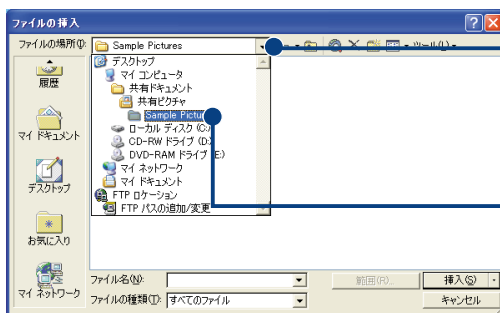 ファイルの挿入
ファイルの場所(I):
Sample Pictures
ツール(L)
履歴
マイ ドキュメント
デスクトップ
お気に入り
マイ ネットワーク
デスクトップ
マイ コンピュータ
共有ドキュメント
共有ピクチャ
Sample Pictu
ローカル ディスク (C:)
CD-RW ドライブ (D:
DVD-RAM ドライブ (E:)
マイ ネットワーク
マイ ドキュメント
FTP ロケーション
FTP パスの追加/変更
ファイル名(N):
範囲(R)...
挿入(S)
ファイルの種類(T):
すべてのファイル
キャンセル